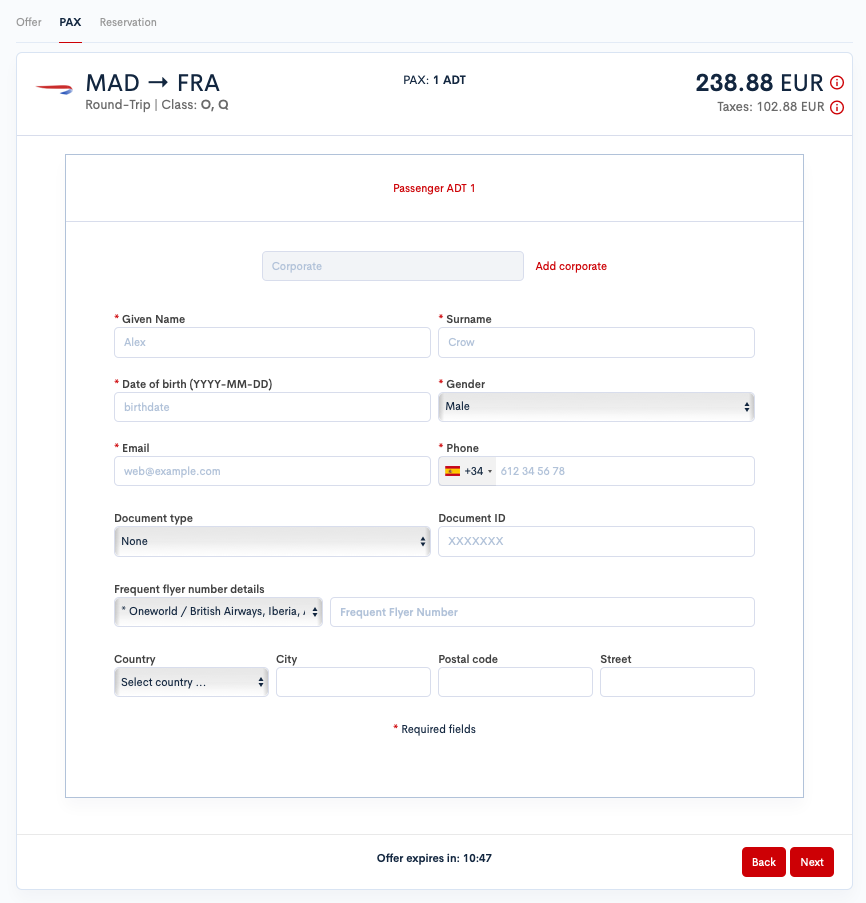 Offer PAX Reservation
MAD → FRA
Round-Trip | Class: O, Q
PAX: 1 ADT
238.88 EUR
Taxes: 102.88 EUR
Passenger ADT 1
Corporate Add corporate
* Given Name * Surname
Alex Crow
* Date of birth (YYYY-MM-DD) * Gender
birthdate Male
* Email * Phone
web@example.com +34 612 34 56 78
Document type Document ID
None XXXXXXX
Frequent flyer number details
* Oneworld / British Airways, Iberia, Frequent Flyer Number
Country City Postal code Street
Select country ...
* Required fields
Offer expires in: 10:47
Back Next